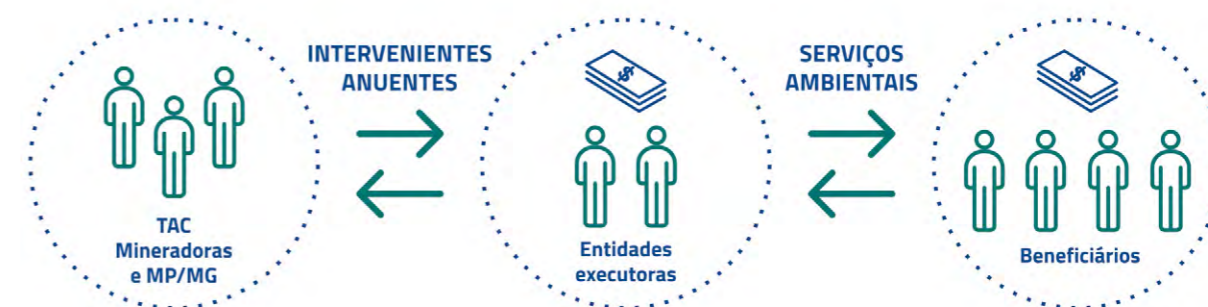 TAC
Mineradoras
e MP/MG
INTERVENIENTES
ANUENTES
$
Entidades
executoras
SERVIÇOS
AMBIENTAIS
$
Beneficiários